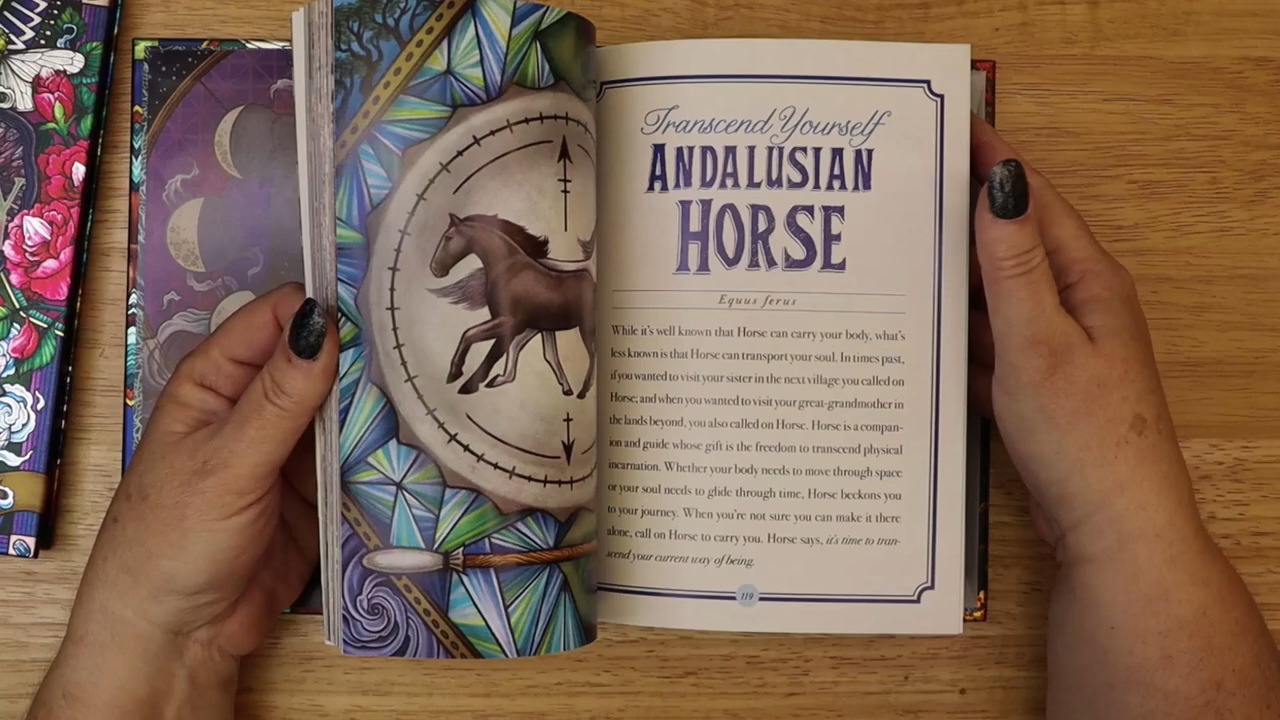 Transcend Yourself
ANDALUSIAN
HORSE
Equus ferus
While it's well known that Horse can carry your body, what's
less known is that Horse can transport your soul. In times past,
if you wanted to visit your sister in the next village you called on
Horse; and when you wanted to visit your great-grandmother in
the lands beyond, you also called on Horse. Horse is a compan-
ion and guide whose gift is the freedom to transcend physical
incarnation. Whether your body needs to move through space
or your soul needs to glide through time, Horse beckons you
to your journey. When you're not sure you can make it there
alone, call on Horse to carry you. Horse says, it's time to tran-
scend your current way of being.
119